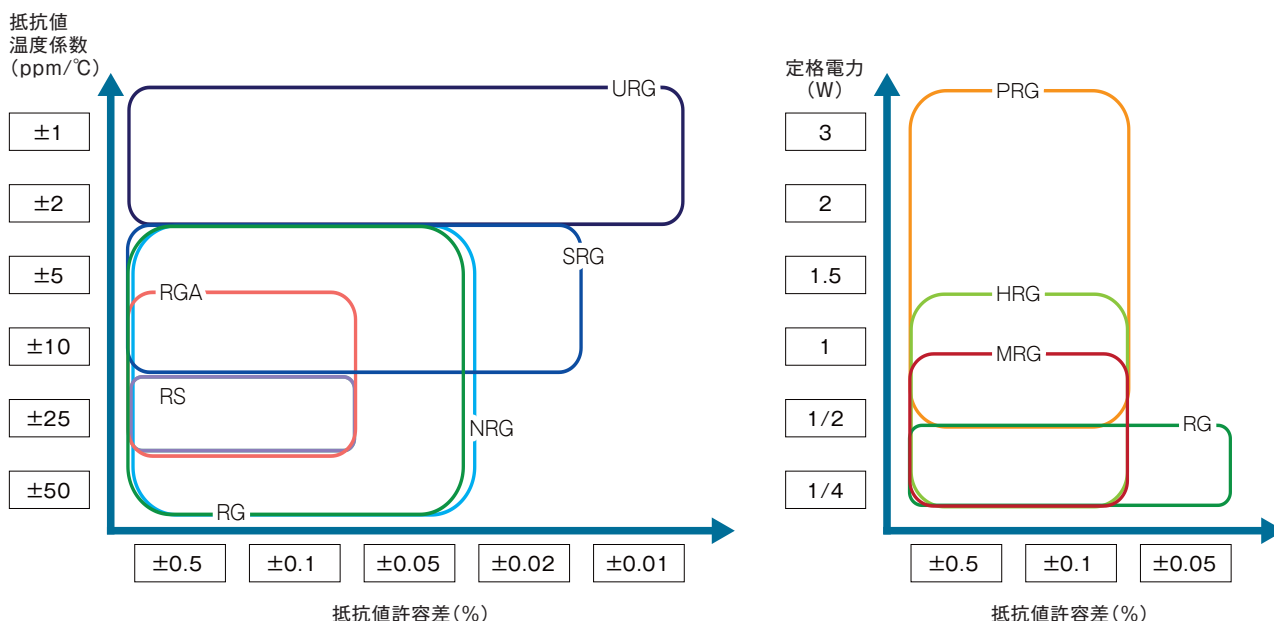 抵抗値
温度係数
(ppm/℃)
±1
±2
±5
±10
±25
±50
URG
SRG
RGA
RS
NRG
RG
±0.5
±0.1
±0.05
±0.02
±0.01
抵抗値許容差(%)
定格電力
(W)
3
2
1.5
1
1/2
1/4
PRG
HRG
MRG
RG
±0.5
±0.1
±0.05
抵抗値許容差(%)